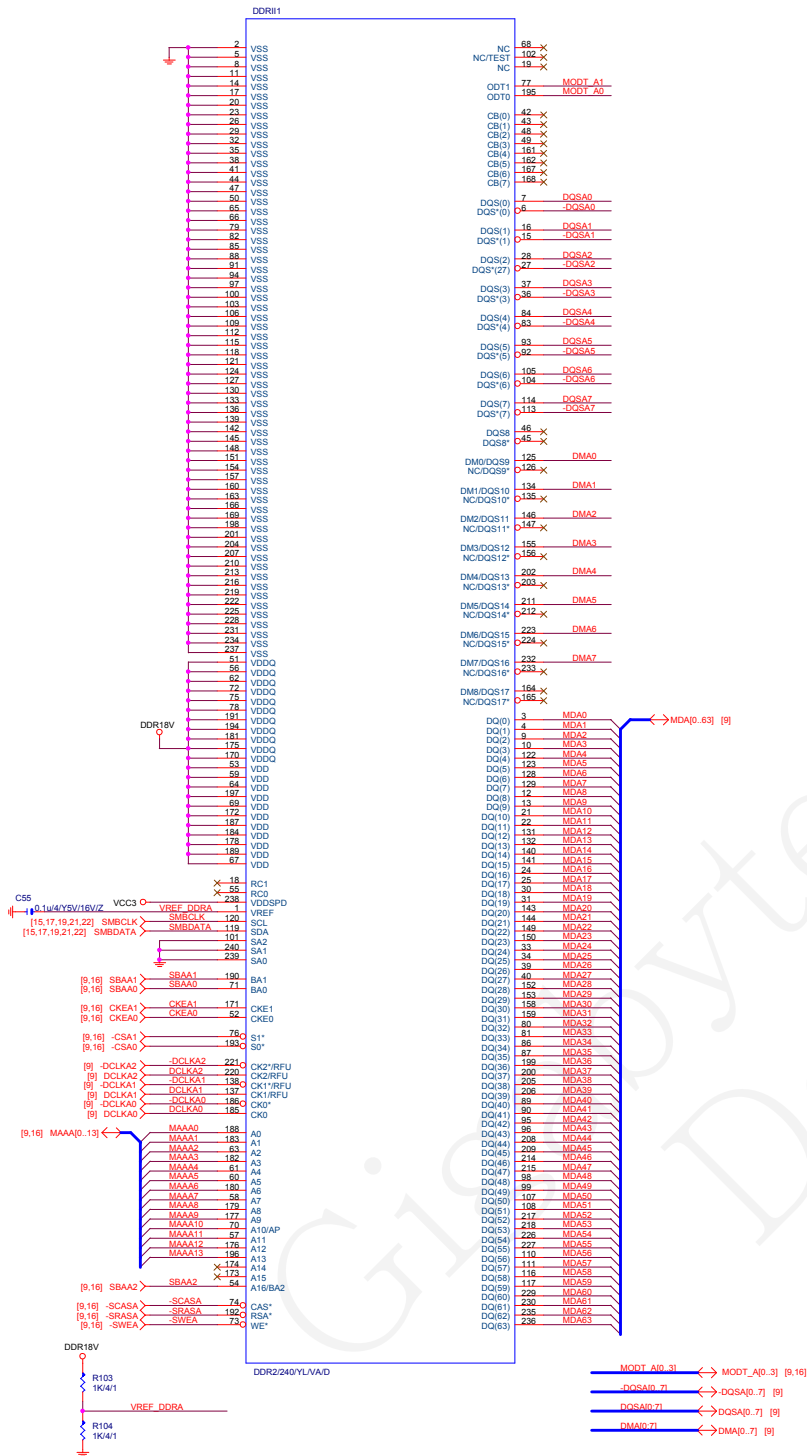 DDRII1
2 VSS
5 VSS
8 VSS
11 VSS
14 VSS
17 VSS
20 VSS
23 VSS
26 VSS
29 VSS
32 VSS
35 VSS
38 VSS
41 VSS
44 VSS
47 VSS
50 VSS
65 VSS
66 VSS
79 VSS
82 VSS
85 VSS
88 VSS
91 VSS
94 VSS
97 VSS
100 VSS
103 VSS
106 VSS
109 VSS
112 VSS
115 VSS
118 VSS
121 VSS
124 VSS
127 VSS
130 VSS
133 VSS
136 VSS
139 VSS
142 VSS
145 VSS
148 VSS
151 VSS
154 VSS
157 VSS
160 VSS
163 VSS
166 VSS
169 VSS
198 VSS
201 VSS
204 VSS
207 VSS
210 VSS
213 VSS
216 VSS
219 VSS
222 VSS
225 VSS
228 VSS
231 VSS
234 VSS
237 VSS
51 VDDQ
56 VDDQ
62 VDDQ
72 VDDQ
75 VDDQ
78 VDDQ
191 VDDQ
194 VDDQ
181 VDDQ
DDR18V
175 VDDQ
170 VDDQ
53 VDD
59 VDD
64 VDD
197 VDD
69 VDD
172 VDD
187 VDD
184 VDD
178 VDD
189 VDD
67 VDD
18 RC1
55 RC0
VCC3 238 VDDSPD
C55
0.1u/4/Y5V/16V/Z VREF_DDRA 1 VREF
[15,17,19,21,22] SMBCLK SMBCLK 120 SCL
[15,17,19,21,22] SMBDATA SMBDATA 119 SDA
101 SA2
240 SA1
239 SA0
[9,16] SBAA1 SBAA1 190 BA1
[9,16] SBAA0 SBAA0 71 BA0
[9,16] CKEA1 CKEA1 171 CKE1
[9,16] CKEA0 CKEA0 52 CKE0
[9,16] -CSA1 76 S1*
[9,16] -CSA0 193 S0*
[9] -DCLKA2 -DCLKA2 221 CK2*/RFU
[9] DCLKA2 DCLKA2 220 CK2/RFU
[9] -DCLKA1 -DCLKA1 138 CK1*/RFU
[9] DCLKA1 DCLKA1 137 CK1/RFU
[9] -DCLKA0 -DCLKA0 186 CK0*
[9] DCLKA0 DCLKA0 185 CK0
[9,16] MAAA[0..13]
MAAA0 188 A0
MAAA1 183 A1
MAAA2 63 A2
MAAA3 182 A3
MAAA4 61 A4
MAAA5 60 A5
MAAA6 180 A6
MAAA7 58 A7
MAAA8 179 A8
MAAA9 177 A9
MAAA10 70 A10/AP
MAAA11 57 A11
MAAA12 176 A12
MAAA13 196 A13
174 A14
173 A15
[9,16] SBAA2 SBAA2 54 A16/BA2
[9,16] -SCASA -SCASA 74 CAS*
[9,16] -SRASA -SRASA 192 RSA*
[9,16] -SWEA -SWEA 73 WE*
NC 68
NC/TEST 102
NC 19
ODT1 77 MODT_A1
ODT0 195 MODT_A0
CB(0) 42
CB(1) 43
CB(2) 48
CB(3) 49
CB(4) 161
CB(5) 162
CB(6) 167
CB(7) 168
DQS(0) 7 DQSA0
DQS*(0) 6 -DQSA0
DQS(1) 16 DQSA1
DQS*(1) 15 -DQSA1
DQS(2) 28 DQSA2
DQS*(27) 27 -DQSA2
DQS(3) 37 DQSA3
DQS*(3) 36 -DQSA3
DQS(4) 84 DQSA4
DQS*(4) 83 -DQSA4
DQS(5) 93 DQSA5
DQS*(5) 92 -DQSA5
DQS(6) 105 DQSA6
DQS*(6) 104 -DQSA6
DQS(7) 114 DQSA7
DQS*(7) 113 -DQSA7
DQS8 46
DQS8* 45
DM0/DQS9 125 DMA0
NC/DQS9* 126
DM1/DQS10 134 DMA1
NC/DQS10* 135
DM2/DQS11 146 DMA2
NC/DQS11* 147
DM3/DQS12 155 DMA3
NC/DQS12* 156
DM4/DQS13 202 DMA4
NC/DQS13* 203
DM5/DQS14 211 DMA5
NC/DQS14* 212
DM6/DQS15 223 DMA6
NC/DQS15* 224
DM7/DQS16 232 DMA7
NC/DQS16* 233
DM8/DQS17 164
NC/DQS17* 165
DQ(0) 3 MDA0 MDA[0..63] [9]
DQ(1) 4 MDA1
DQ(2) 9 MDA2
DQ(3) 10 MDA3
DQ(4) 122 MDA4
DQ(5) 123 MDA5
DQ(6) 128 MDA6
DQ(7) 129 MDA7
DQ(8) 12 MDA8
DQ(9) 13 MDA9
DQ(10) 21 MDA10
DQ(11) 22 MDA11
DQ(12) 131 MDA12
DQ(13) 132 MDA13
DQ(14) 140 MDA14
DQ(15) 141 MDA15
DQ(16) 24 MDA16
DQ(17) 25 MDA17
DQ(18) 30 MDA18
DQ(19) 31 MDA19
DQ(20) 143 MDA20
DQ(21) 144 MDA21
DQ(22) 149 MDA22
DQ(23) 150 MDA23
DQ(24) 33 MDA24
DQ(25) 34 MDA25
DQ(26) 39 MDA26
DQ(27) 40 MDA27
DQ(28) 152 MDA28
DQ(29) 153 MDA29
DQ(30) 158 MDA30
DQ(31) 159 MDA31
DQ(32) 80 MDA32
DQ(33) 81 MDA33
DQ(34) 86 MDA34
DQ(35) 87 MDA35
DQ(36) 199 MDA36
DQ(37) 200 MDA37
DQ(38) 205 MDA38
DQ(39) 206 MDA39
DQ(40) 89 MDA40
DQ(41) 90 MDA41
DQ(42) 95 MDA42
DQ(43) 96 MDA43
DQ(44) 208 MDA44
DQ(45) 209 MDA45
DQ(46) 214 MDA46
DQ(47) 215 MDA47
DQ(48) 98 MDA48
DQ(49) 99 MDA49
DQ(50) 107 MDA50
DQ(51) 108 MDA51
DQ(52) 217 MDA52
DQ(53) 218 MDA53
DQ(54) 226 MDA54
DQ(55) 227 MDA55
DQ(56) 110 MDA56
DQ(57) 111 MDA57
DQ(58) 116 MDA58
DQ(59) 117 MDA59
DQ(60) 229 MDA60
DQ(61) 230 MDA61
DQ(62) 235 MDA62
DQ(63) 236 MDA63
DDR2/240/YL/VA/D
DDR18V
R103
1K/4/1
VREF_DDRA
R104
1K/4/1
MODT_A[0..3] MODT_A[0..3] [9,16]
-DQSA[0..7] -DQSA[0..7] [9]
DQSA[0:7] DQSA[0..7] [9]
DMA[0:7] DMA[0..7] [9]
Gigabyte